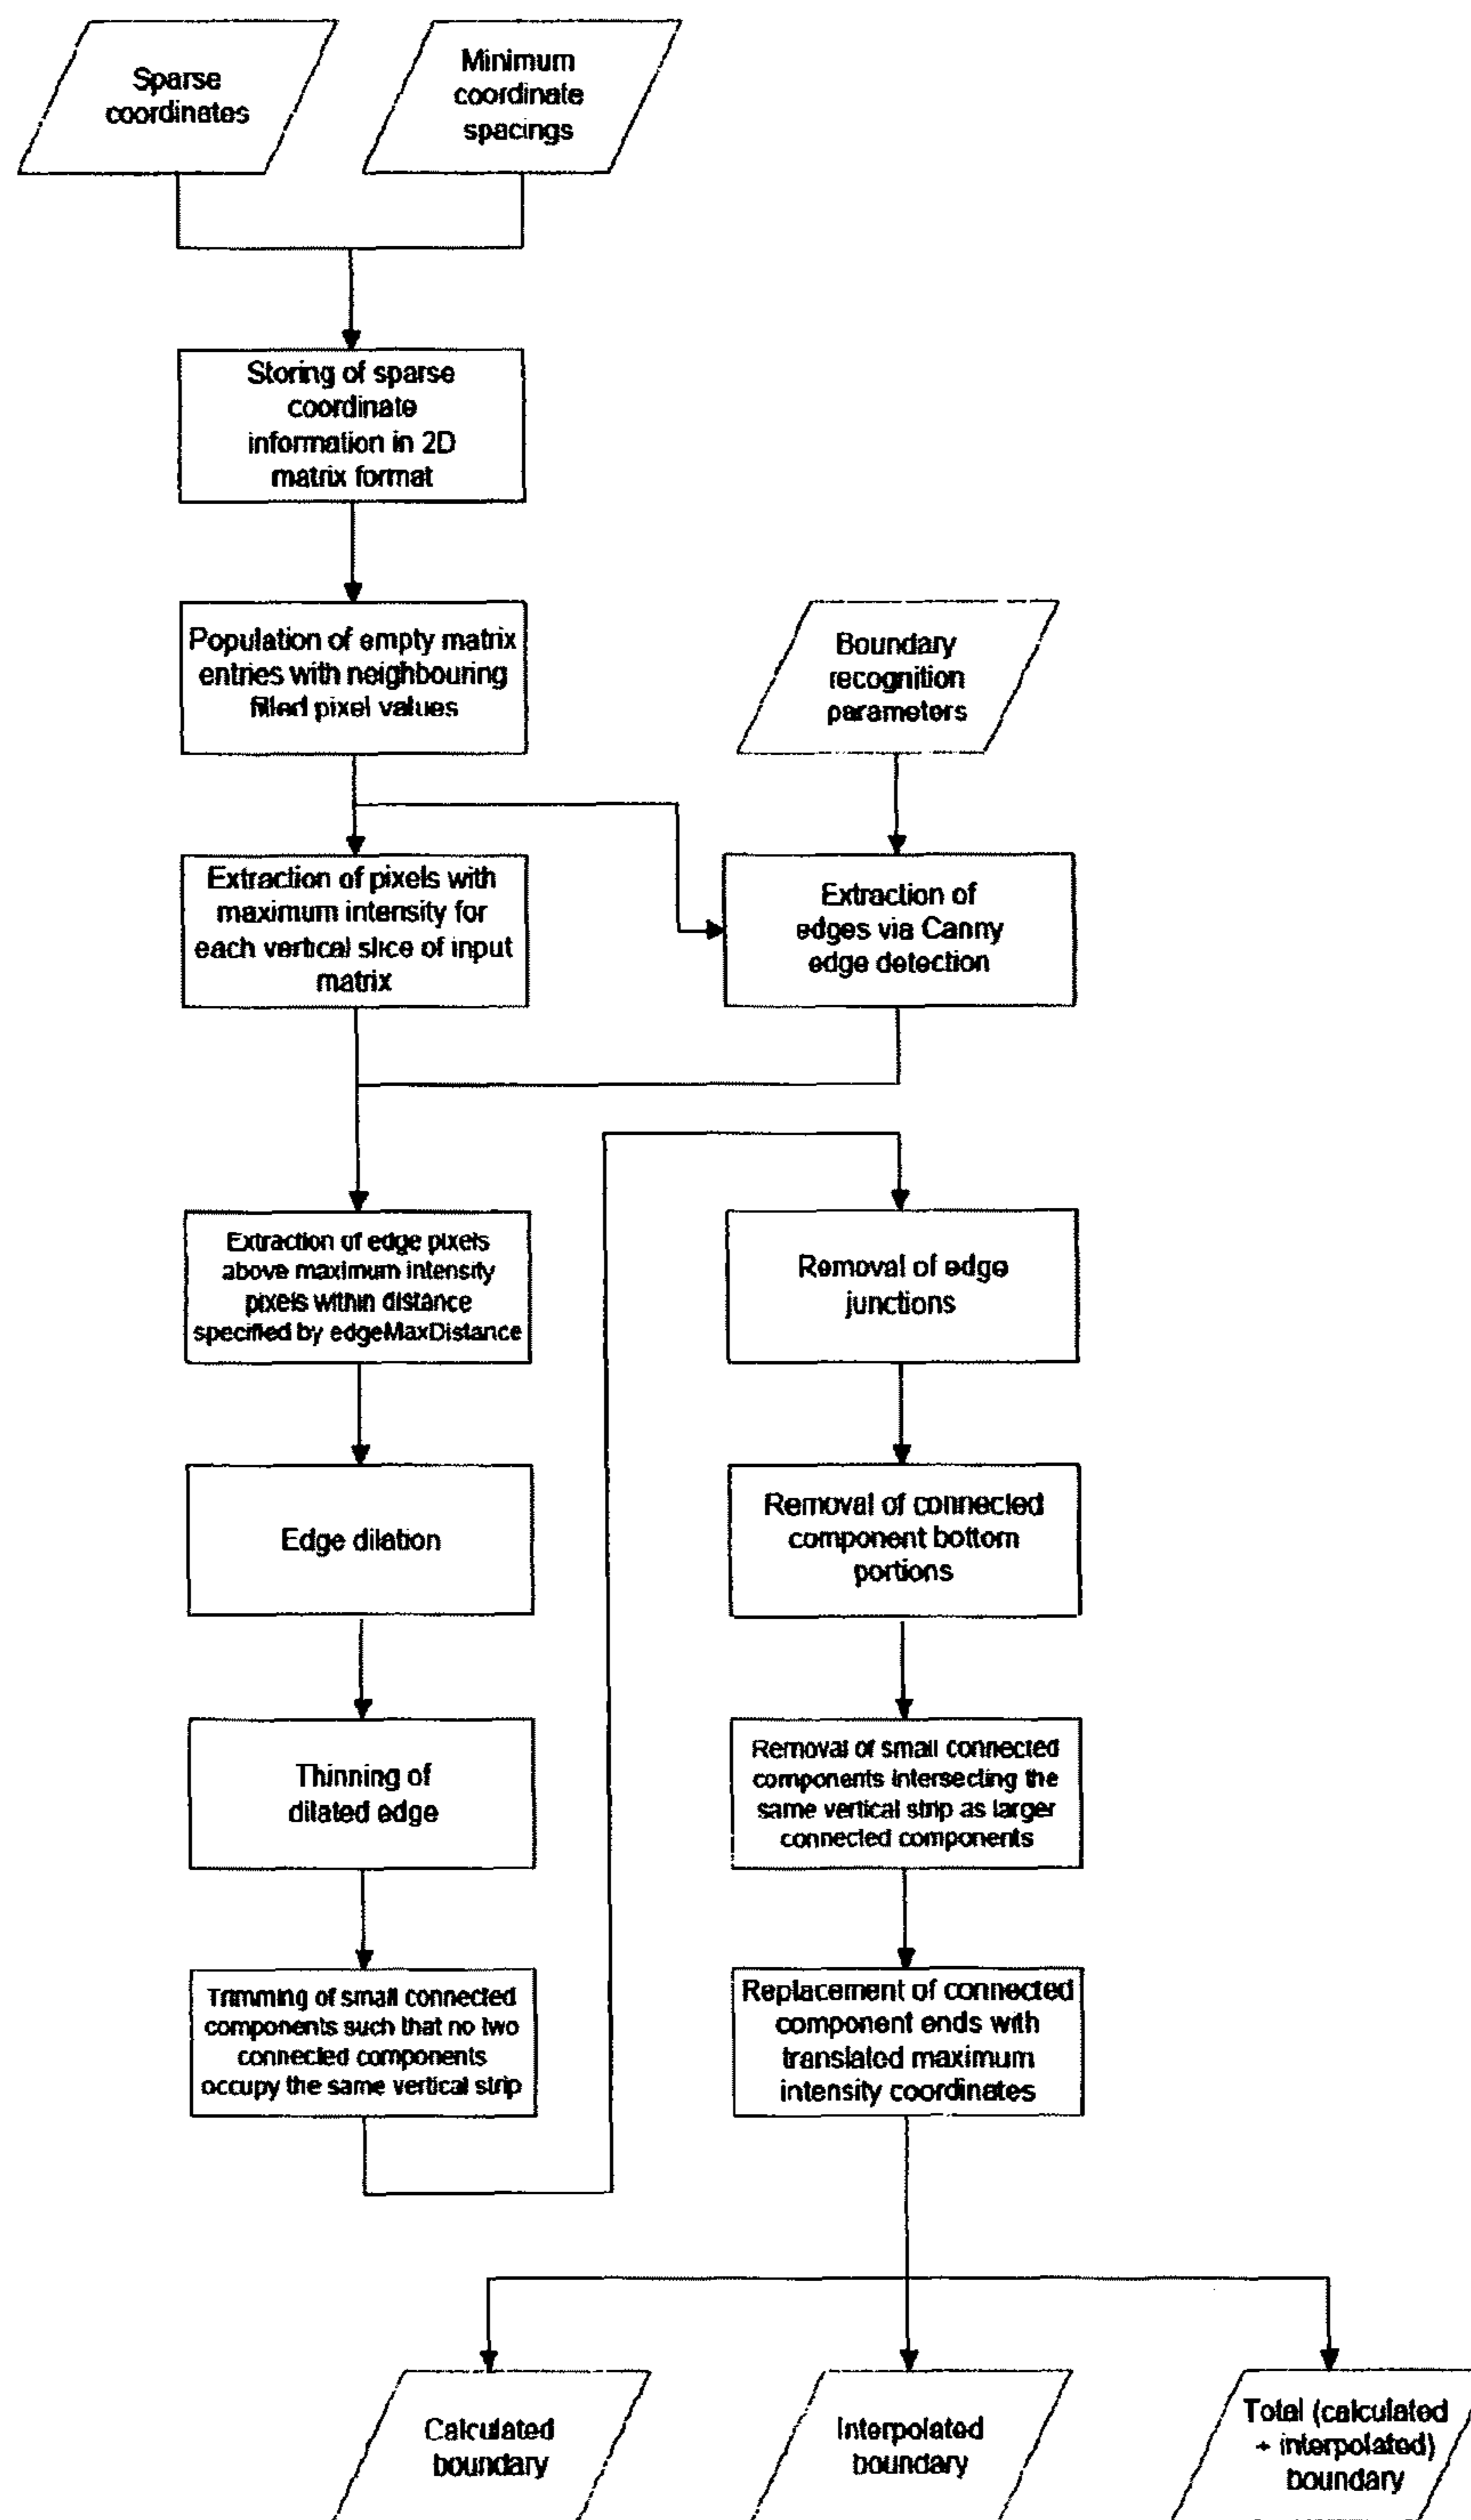 Sparse
coordinates
Minimum
coordinate
spacings
Storing of sparse
coordinate
information in 2D
matrix format
Population of empty matrix
entries with neighbouring
filled pixel values
Boundary
recognition
parameters
Extraction of pixels with
maximum intensity for
each vertical slice of input
matrix
Extraction of
edges via Canny
edge detection
Extraction of edge pixels
above maximum intensity
pixels within distance
specified by edgeMaxDistance
Removal of edge
junctions
Edge dilation
Removal of connected
component bottom
portions
Thinning of
dilated edge
Removal of small connected
components intersecting the
same vertical strip as larger
connected components
Trimming of small connected
components such that no two
connected components
occupy the same vertical strip
Replacement of connected
component ends with
translated maximum
intensity coordinates
Calculated
boundary
Interpolated
boundary
Total (calculated
+ interpolated)
boundary